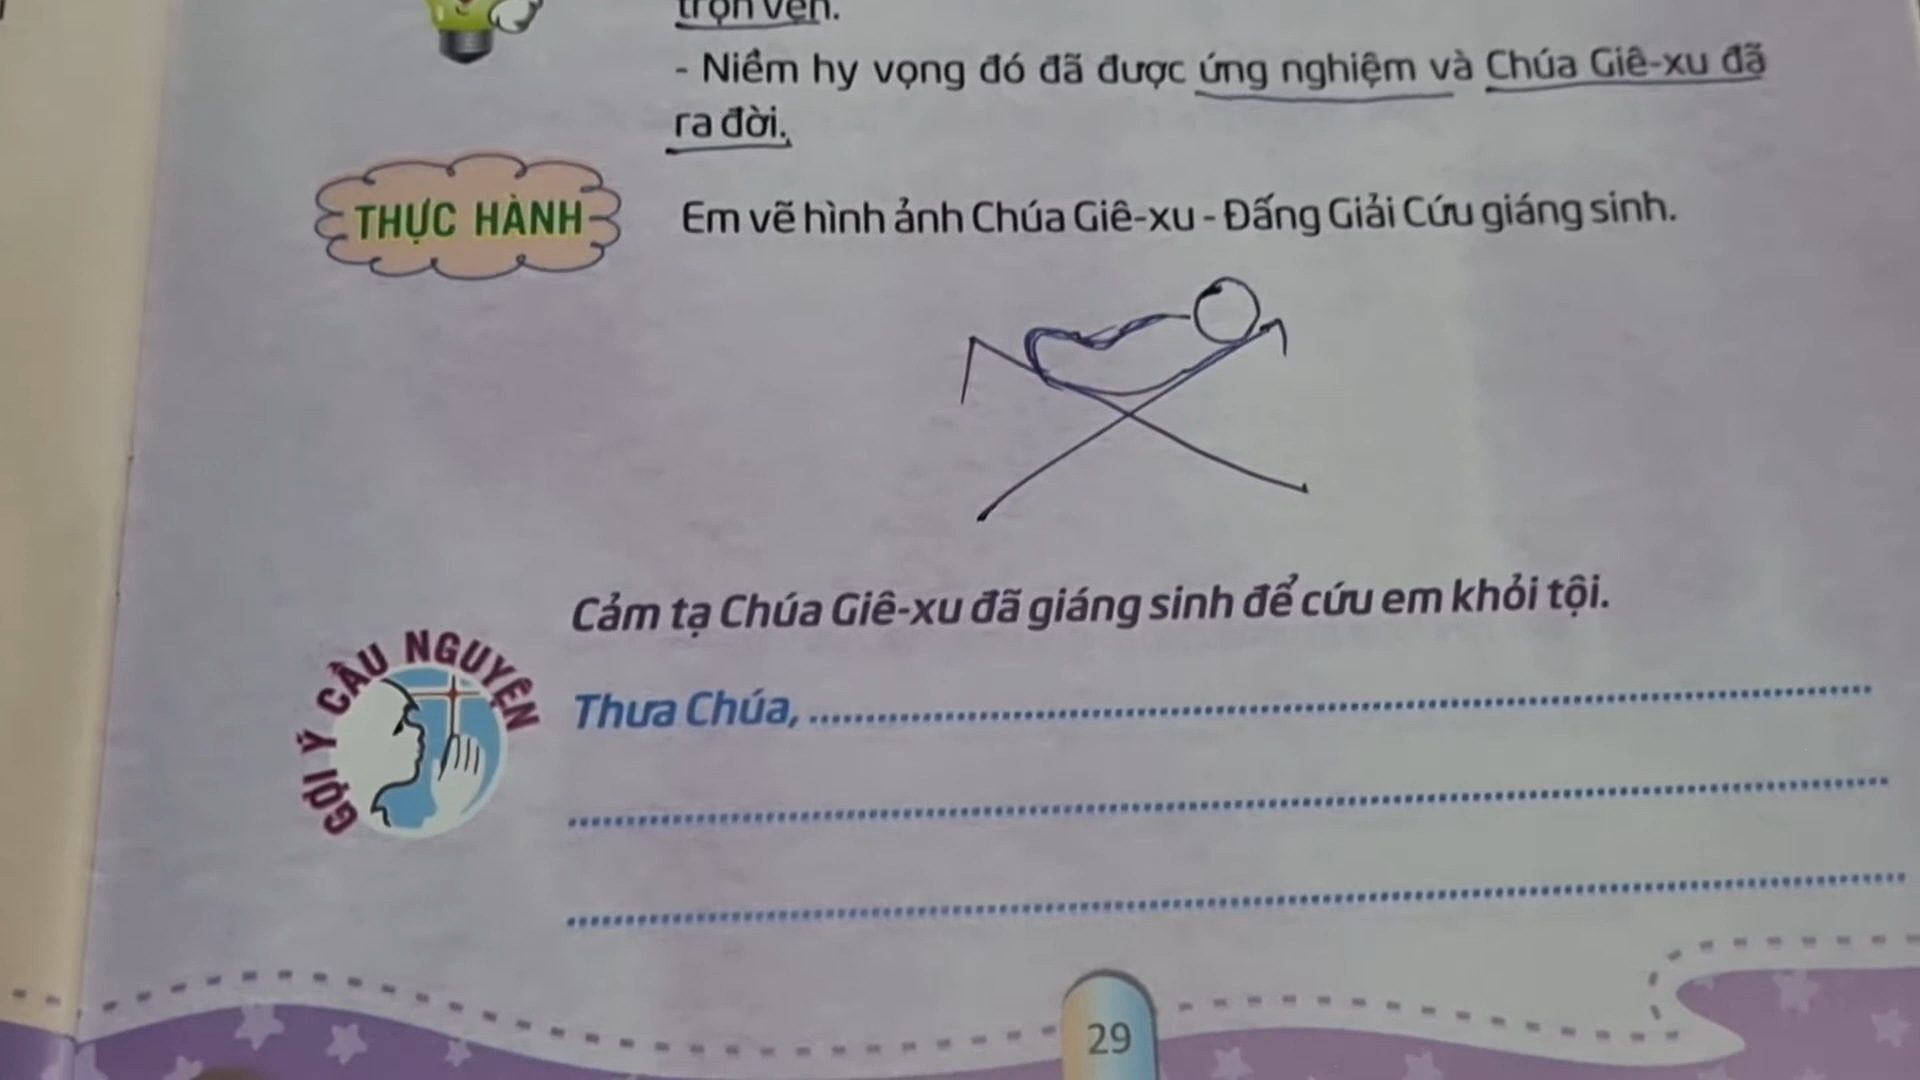 trọn vẹn.
- Niềm hy vọng đó đã được ứng nghiệm và Chúa Giê-xu đã
ra đời.
THỰC HÀNH
Em vẽ hình ảnh Chúa Giê-xu - Đấng Giải Cứu giáng sinh.
Cảm tạ Chúa Giê-xu đã giáng sinh để cứu em khỏi tội.
GỢI Ý CẦU NGUYỆN
Thưa Chúa,
29